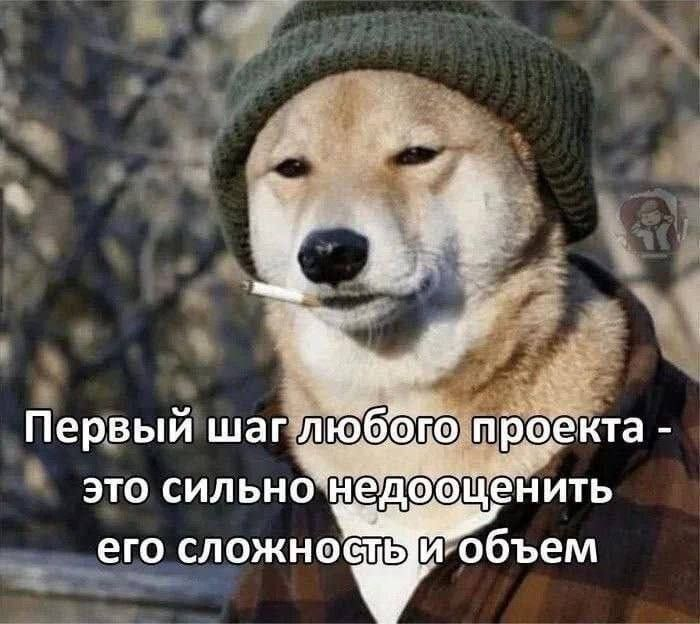 Первый шаг любого проекта -
это сильно недооценить
его сложность и объем